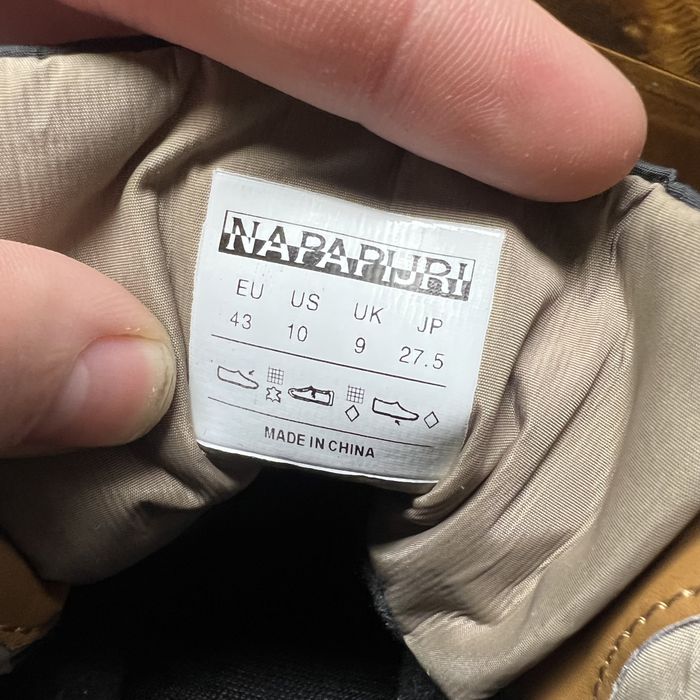 NAPAPIJRI
EU US UK JP
43 10 9 27.5
MADE IN CHINA